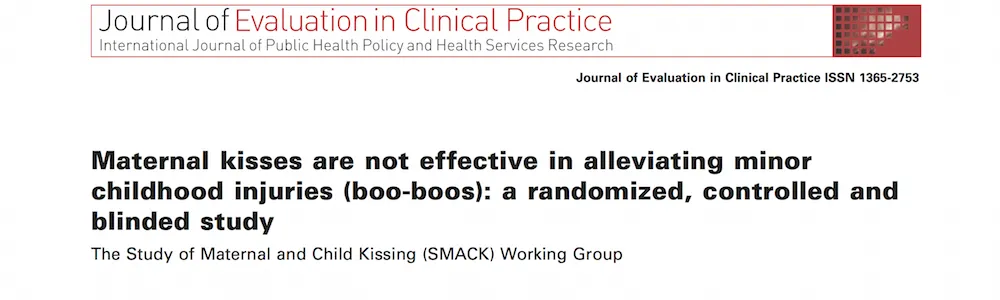 Journal of Evaluation in Clinical Practice
International Journal of Public Health Policy and Health Services Research
Journal of Evaluation in Clinical Practice ISSN 1365-2753
Maternal kisses are not effective in alleviating minor
childhood injuries (boo-boos): a randomized, controlled and
blinded study
The Study of Maternal and Child Kissing (SMACK) Working Group